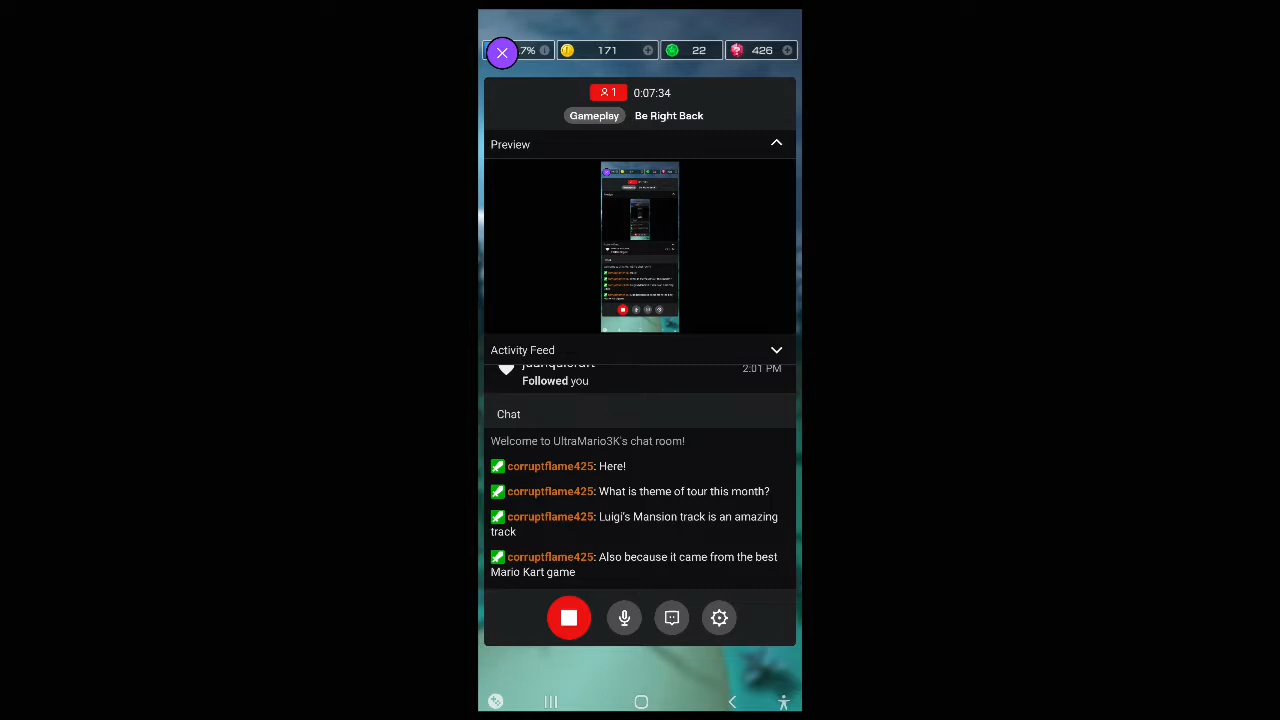 7%
171
22
426
1
0:07:34
Gameplay
Be Right Back
Preview
Activity Feed
2:01 PM
Followed you
Chat
Welcome to UltraMario3K's chat room!
corruptflame425: Here!
corruptflame425: What is theme of tour this month?
corruptflame425: Luigi's Mansion track is an amazing
track
corruptflame425: Also because it came from the best
Mario Kart game